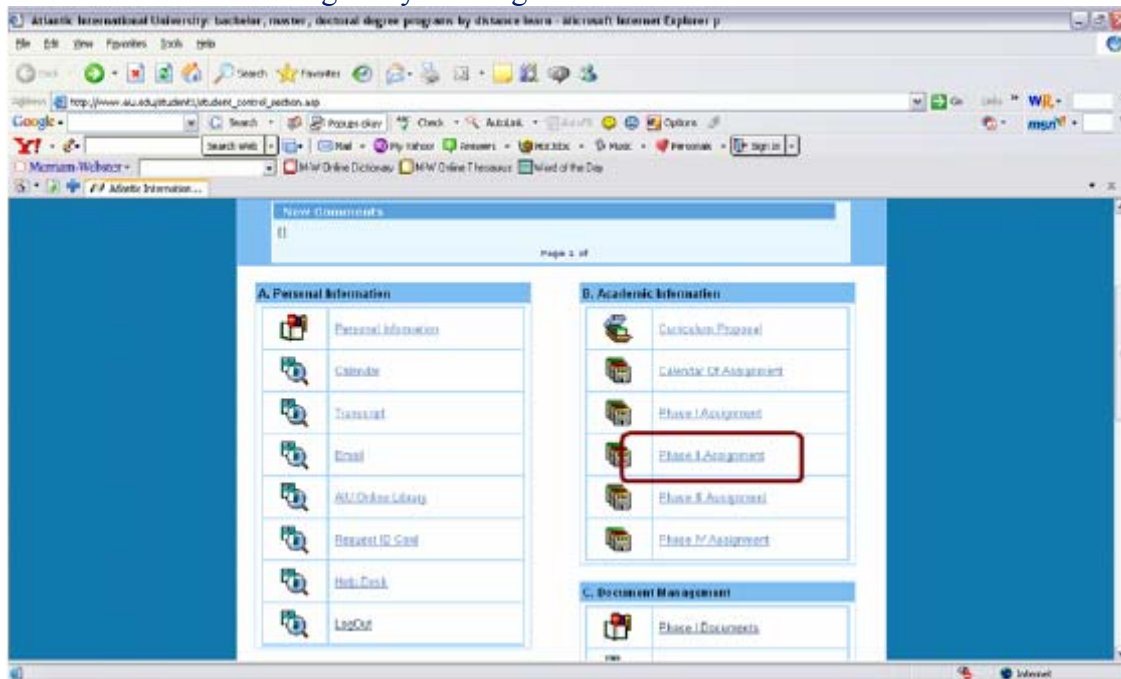 Atlantic International University: bachelor, master, doctoral degree programs by distance learn - Microsoft Internet Explorer p
File Edit View Favorites Tools Help
Search Favorites
http://www.aiu.edu/students/student_control_section.asp Go Links WR
Google Search Popups okay Check AutoLink Options msn
Y! Search Web Mail My Yahoo! Answers Music Personals Sign In
Merriam-Webster M-W Online Dictionary M-W Online Thesaurus Word of the Day
Atlantic Internation...
New Comments
Page 1 of
A. Personal Information
Personal Information
Calendar
Transcript
Email
AIU Online Library
Request ID Card
Help Desk
LogOut
B. Academic Information
Curriculum Proposal
Calendar Of Assignment
Phase I Assignment
Phase II Assignment
Phase III Assignment
Phase IV Assignment
C. Document Management
Phase I Documents
Internet